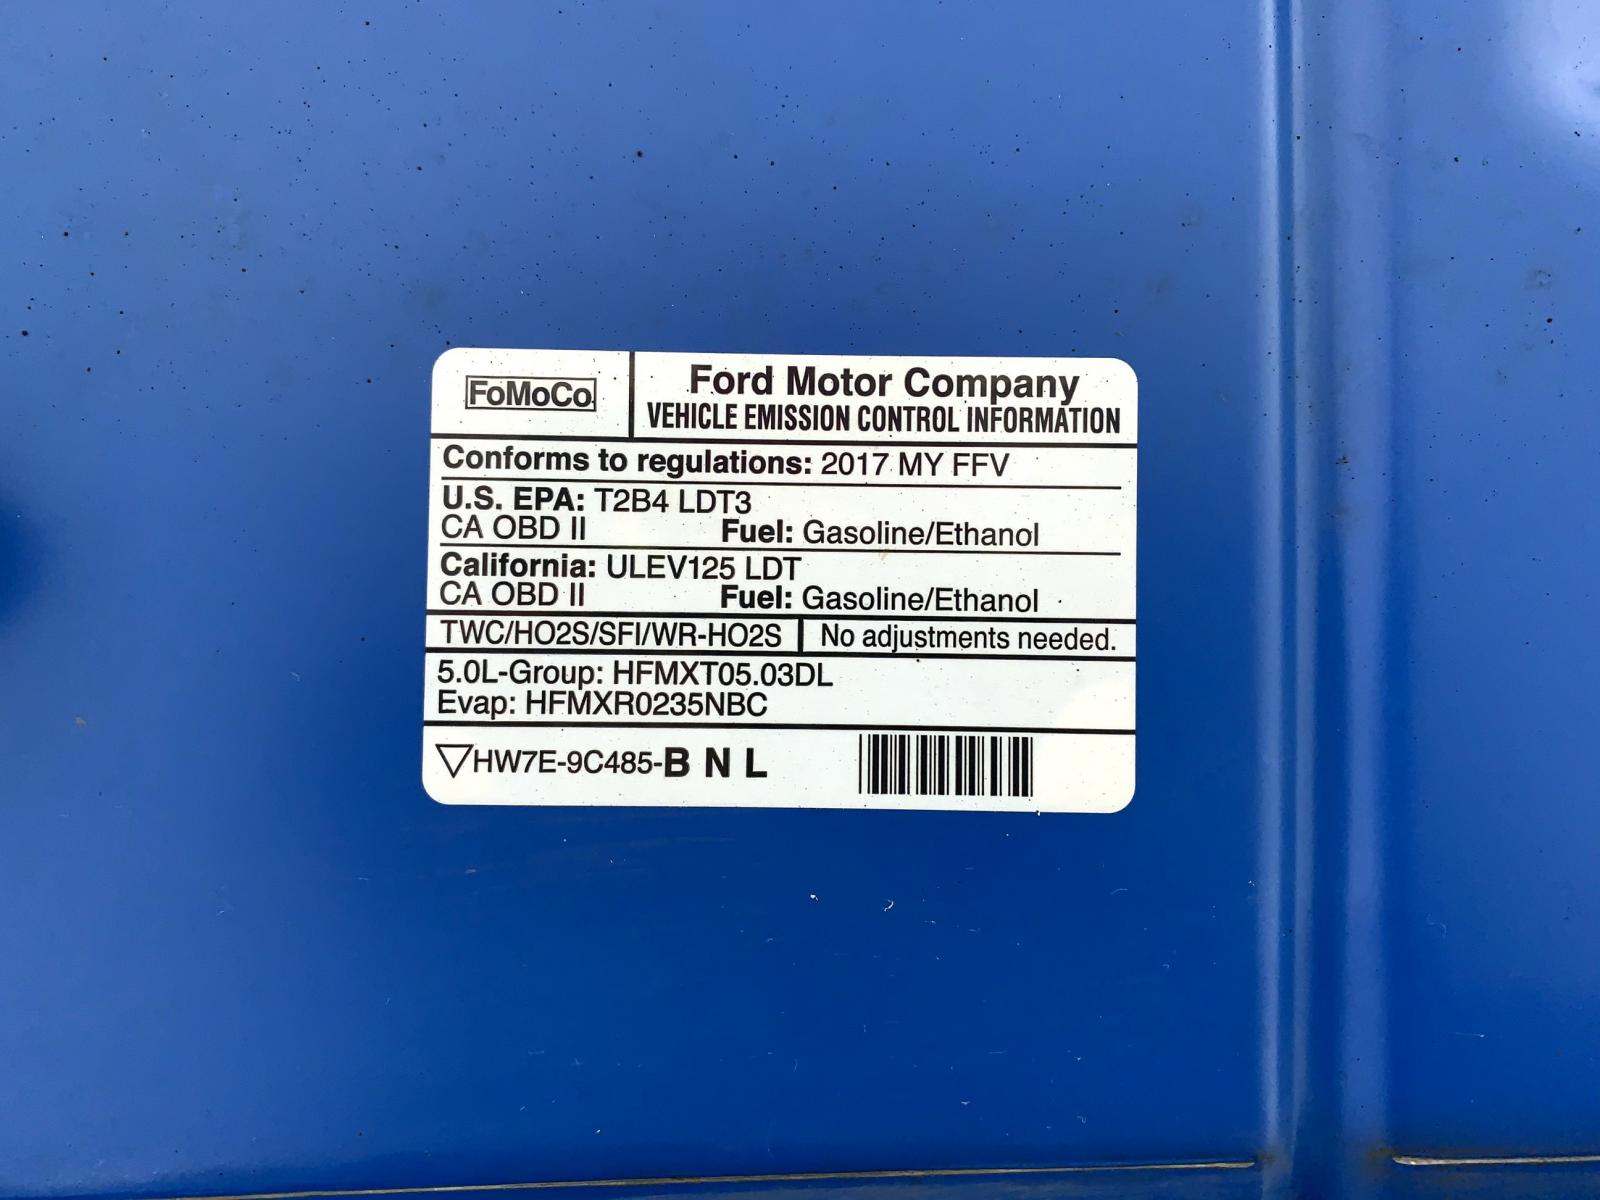 FoMoCo
Ford Motor Company
VEHICLE EMISSION CONTROL INFORMATION
Conforms to regulations: 2017 MY FFV
U.S. EPA: T2B4 LDT3
CA OBD II Fuel: Gasoline/Ethanol
California: ULEV125 LDT
CA OBD II Fuel: Gasoline/Ethanol
TWC/HO2S/SFI/WR-HO2S No adjustments needed.
5.0L-Group: HFMXT05.03DL
Evap: HFMXR0235NBC
HW7E-9C485-B N L